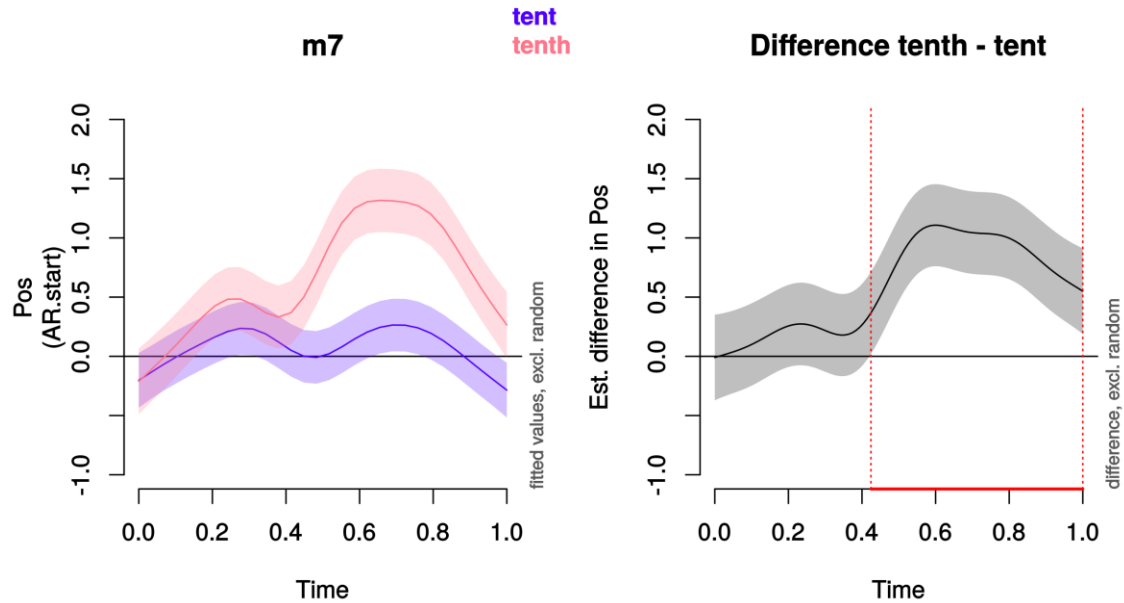 m7
tent
tenth
Pos
(AR.start)
2.0
1.5
1.0
0.5
0.0
-1.0
0.0
0.2
0.4
0.6
0.8
1.0
Time
fitted values, excl. random
Difference tenth - tent
Est. difference in Pos
2.0
1.5
1.0
0.5
0.0
-1.0
0.0
0.2
0.4
0.6
0.8
1.0
Time
difference, excl. random